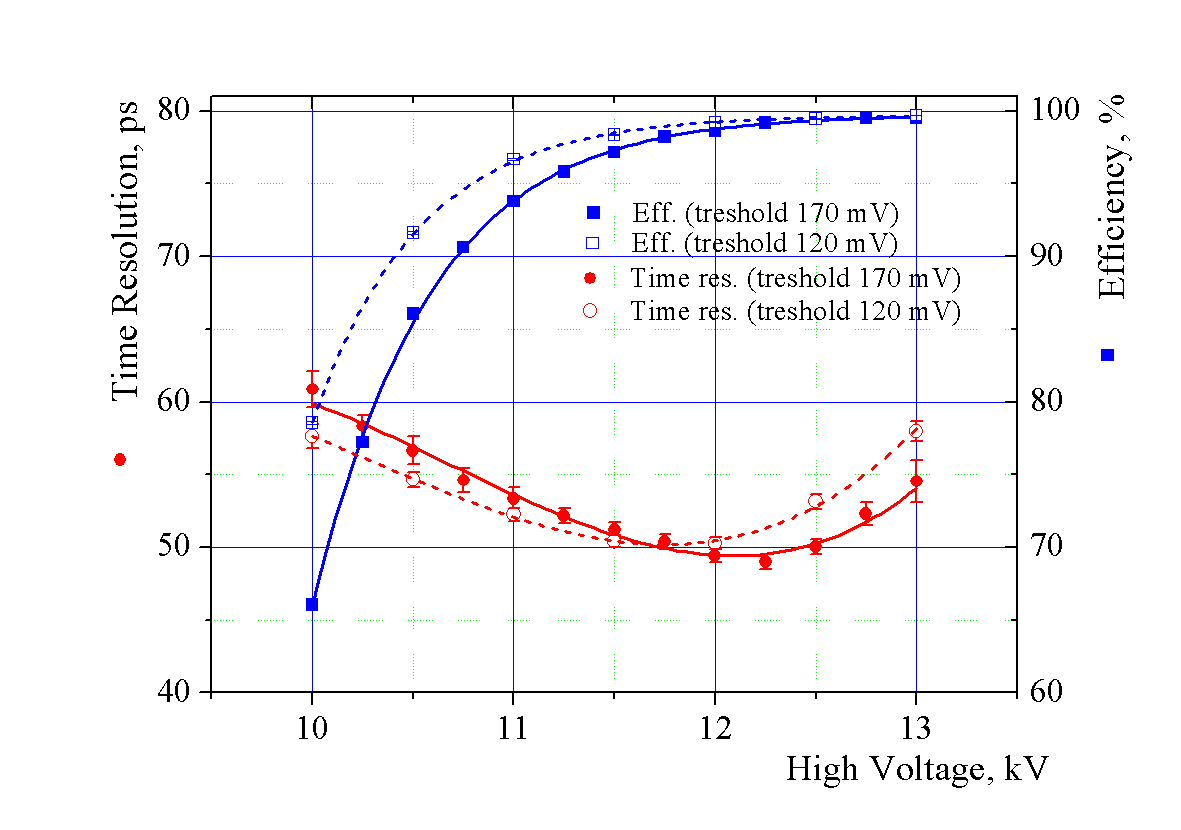 Time Resolution, ps
80
70
60
50
40
Eff. (treshold 170 mV)
Eff. (treshold 120 mV)
Time res. (treshold 170 mV)
Time res. (treshold 120 mV)
100
90
80
70
60
Efficiency, %
10 11 12 13
High Voltage, kV